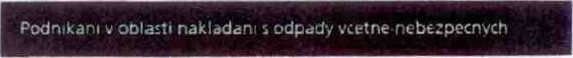 Podnikani v oblasti nakladani s odpady vcetne nebezpecnych